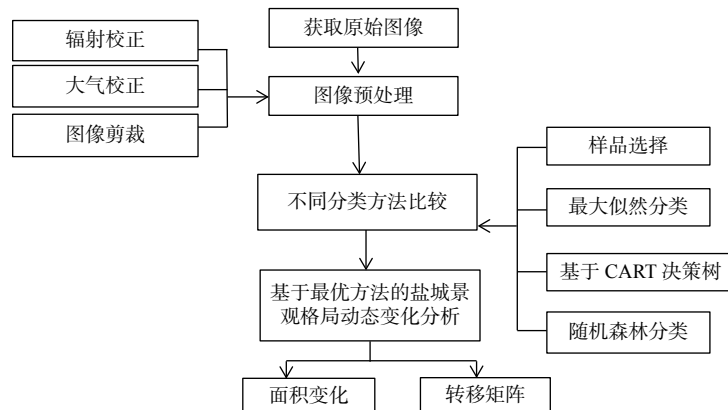 获取原始图像
辐射校正
大气校正
图像剪裁
图像预处理
不同分类方法比较
样品选择
最大似然分类
基于 CART 决策树
随机森林分类
基于最优方法的盐城景
观格局动态变化分析
面积变化
转移矩阵